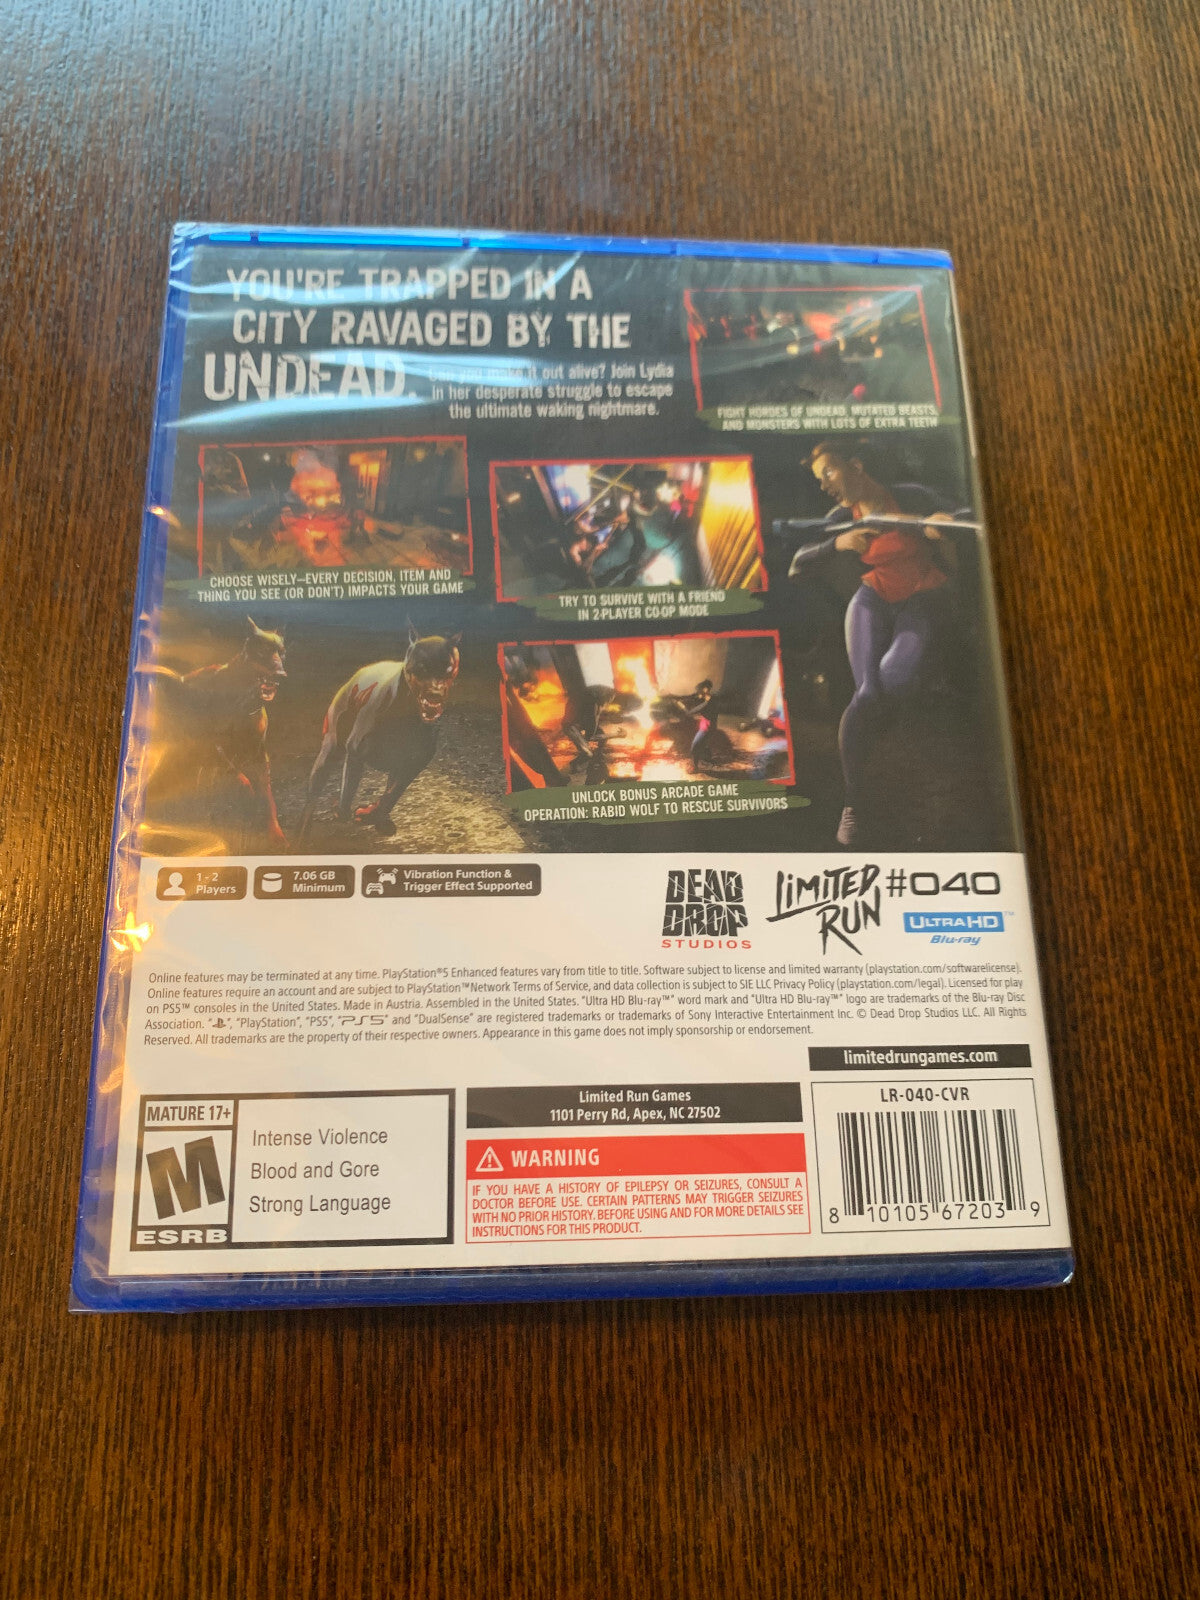 YOU'RE TRAPPED IN A
CITY RAVAGED BY THE
UNDEAD. Can you make it out alive? Join Lydia
in her desperate struggle to escape
the ultimate waking nightmare.
FIGHT HORDES OF UNDEAD, MUTATED BEASTS,
AND MONSTERS WITH LOTS OF EXTRA TEETH
CHOOSE WISELY—EVERY DECISION, ITEM AND
THING YOU SEE (OR DON'T) IMPACTS YOUR GAME
TRY TO SURVIVE WITH A FRIEND
IN 2-PLAYER CO-OP MODE
UNLOCK BONUS ARCADE GAME
OPERATION: RABID WOLF TO RESCUE SURVIVORS
1 - 2
Players
7.06 GB
Minimum
Vibration Function &
Trigger Effect Supported
DEAD
DROP
STUDIOS
LIMITED
RUN
#040
ULTRA HD™
Blu-ray
Online features may be terminated at any time. PlayStation®5 Enhanced features vary from title to title. Software subject to license and limited warranty (playstation.com/softwarelicense).
Online features require an account and are subject to PlayStation™Network Terms of Service, and data collection is subject to SIE LLC Privacy Policy (playstation.com/legal). Licensed for play
on PS5™ consoles in the United States. Made in Austria. Assembled in the United States. "Ultra HD Blu-ray™" word mark and "Ultra HD Blu-ray™" logo are trademarks of the Blu-ray Disc
Association. "PS", "PlayStation", "PS5", "PS5" and "DualSense" are registered trademarks or trademarks of Sony Interactive Entertainment Inc. © Dead Drop Studios LLC. All Rights
Reserved. All trademarks are the property of their respective owners. Appearance in this game does not imply sponsorship or endorsement.
limitedrungames.com
MATURE 17+
M
ESRB
Intense Violence
Blood and Gore
Strong Language
Limited Run Games
1101 Perry Rd, Apex, NC 27502
WARNING
IF YOU HAVE A HISTORY OF EPILEPSY OR SEIZURES, CONSULT A
DOCTOR BEFORE USE. CERTAIN PATTERNS MAY TRIGGER SEIZURES
WITH NO PRIOR HISTORY. BEFORE USING AND FOR MORE DETAILS SEE
INSTRUCTIONS FOR THIS PRODUCT.
LR-040-CVR
8 10105 67203 9